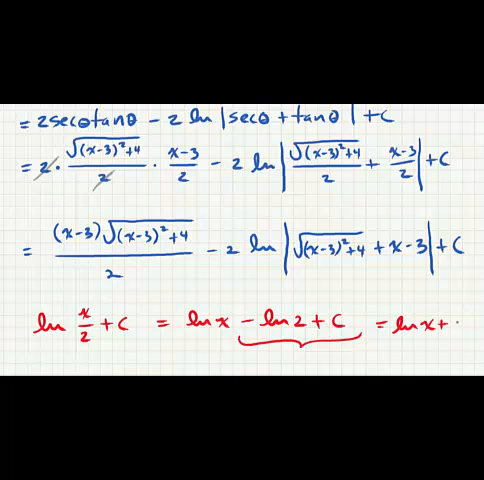 = 2secθtanθ - 2 ln |secθ + tanθ| + C
= 2 · √((x-3)²+4)/2 · (x-3)/2 - 2 ln |√((x-3)²+4)/2 + (x-3)/2| + C
= (x-3)√((x-3)²+4)/2 - 2 ln |√((x-3)²+4) + x-3| + C
ln x/2 + C = ln x - ln 2 + C = ln x +